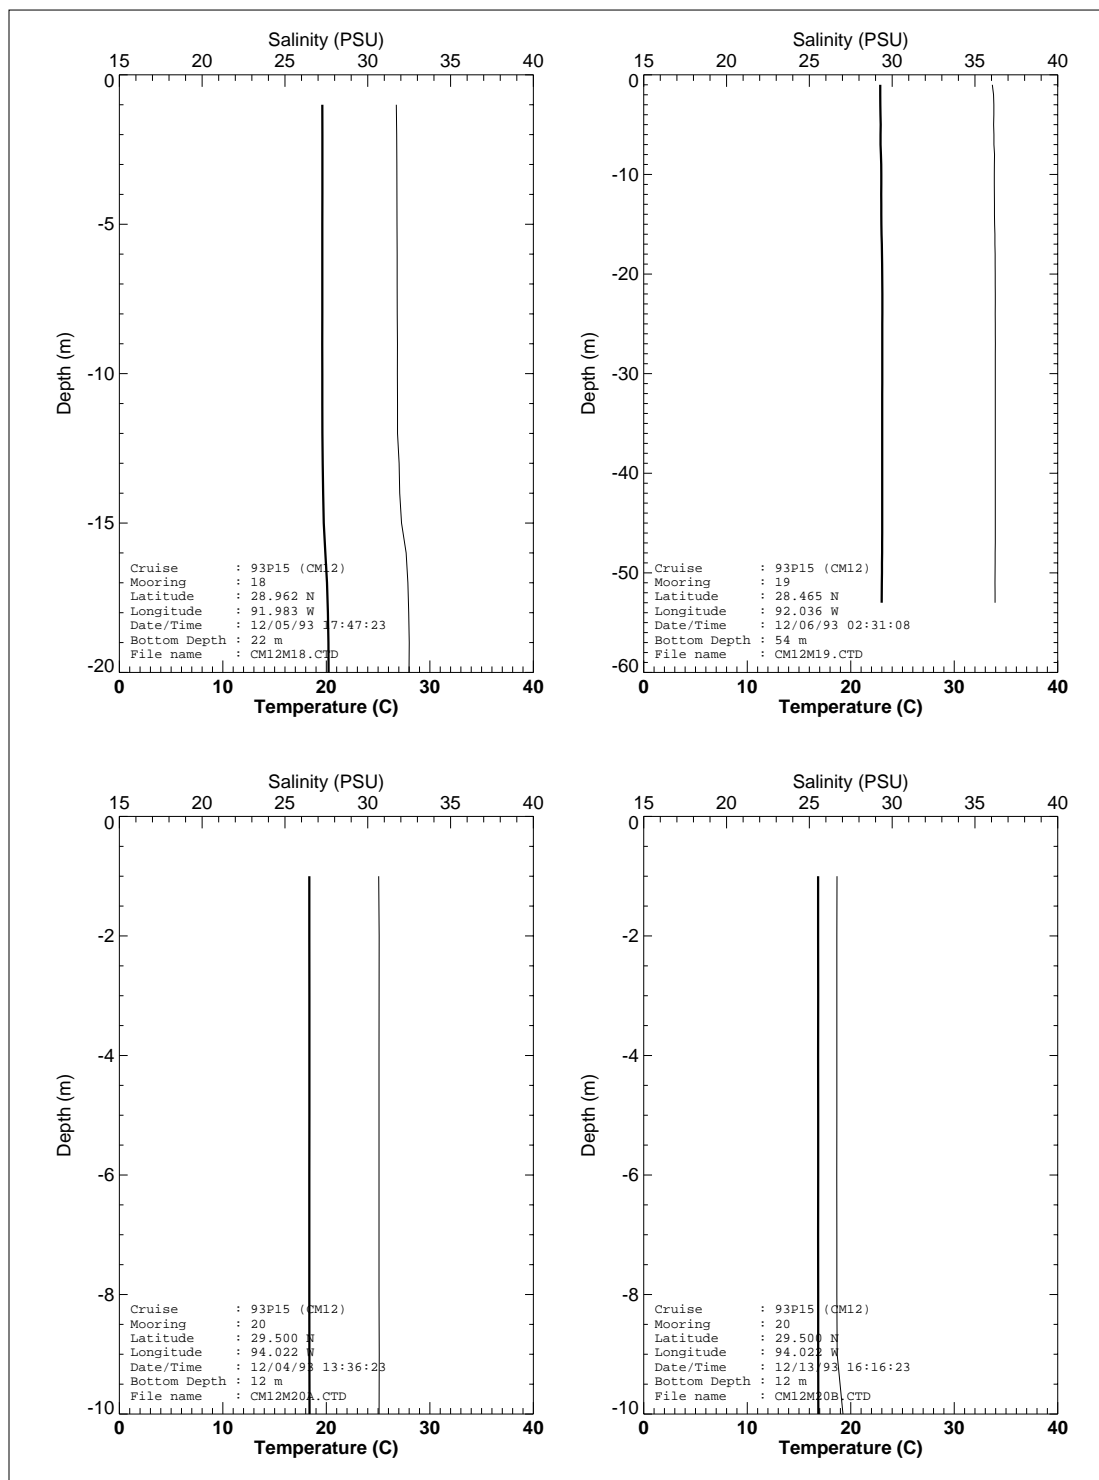 Salinity (PSU)
15 20 25 30 35 40
0
-5
-10
-15
-20
Depth (m)
Cruise : 93P15 (CM12)
Mooring : 18
Latitude : 28.962 N
Longitude : 91.983 W
Date/Time : 12/05/93 17:47:23
Bottom Depth : 22 m
File name : CM12M18.CTD
0 10 20 30 40
Temperature (C)
Salinity (PSU)
15 20 25 30 35 40
0
-10
-20
-30
-40
-50
-60
Depth (m)
Cruise : 93P15 (CM12)
Mooring : 19
Latitude : 28.465 N
Longitude : 92.036 W
Date/Time : 12/06/93 02:31:08
Bottom Depth : 54 m
File name : CM12M19.CTD
0 10 20 30 40
Temperature (C)
Salinity (PSU)
15 20 25 30 35 40
0
-2
-4
-6
-8
-10
Depth (m)
Cruise : 93P15 (CM12)
Mooring : 20
Latitude : 29.500 N
Longitude : 94.022 W
Date/Time : 12/04/93 13:36:23
Bottom Depth : 12 m
File name : CM12M20A.CTD
0 10 20 30 40
Temperature (C)
Salinity (PSU)
15 20 25 30 35 40
0
-2
-4
-6
-8
-10
Depth (m)
Cruise : 93P15 (CM12)
Mooring : 20
Latitude : 29.500 N
Longitude : 94.022 W
Date/Time : 12/13/93 16:16:23
Bottom Depth : 12 m
File name : CM12M20B.CTD
0 10 20 30 40
Temperature (C)